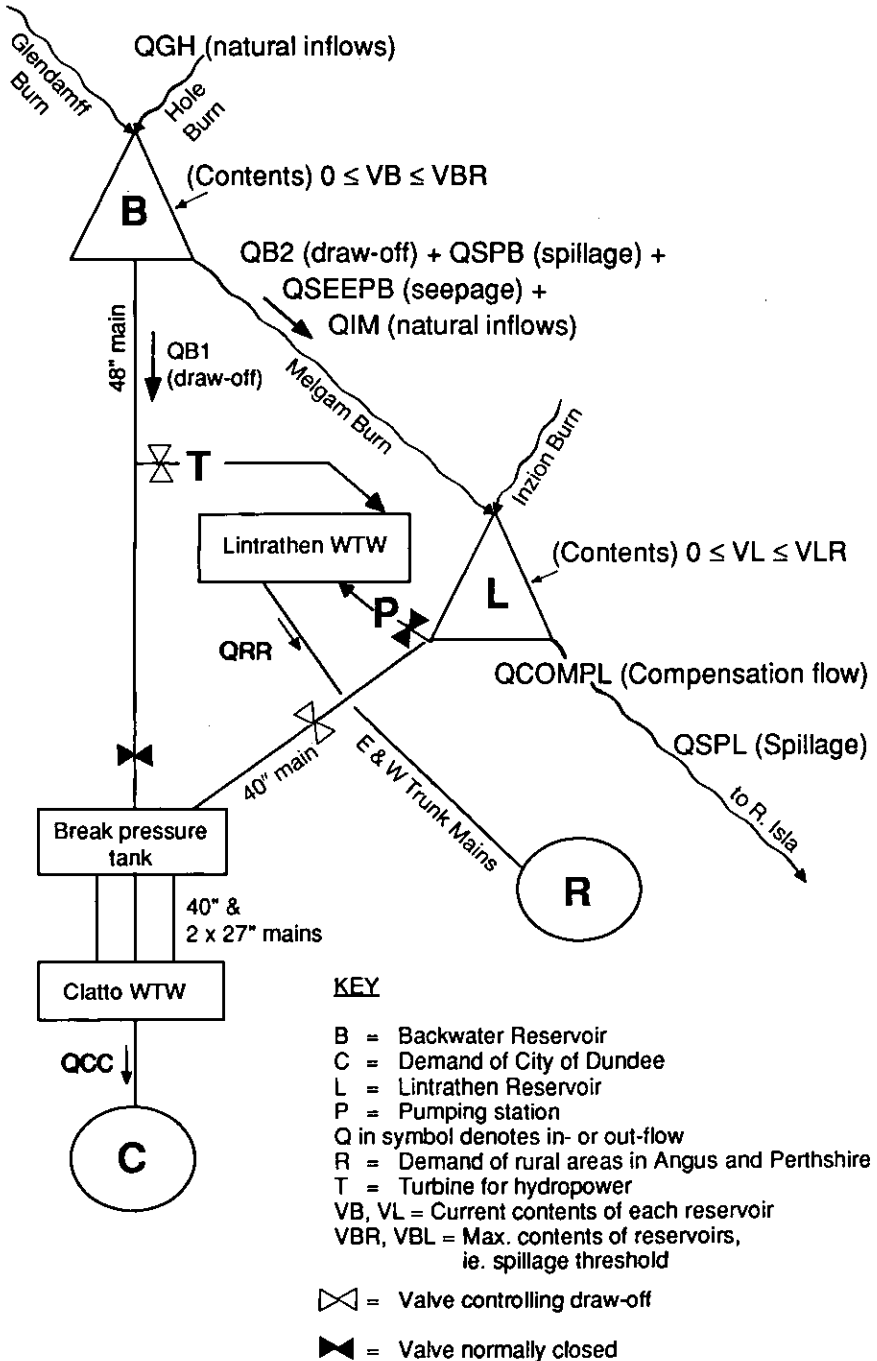 Glendamff
Burn
QGH (natural inflows)
Hole
Burn
B
(Contents) 0 ≤ VB ≤ VBR
QB2 (draw-off) + QSPB (spillage) +
QSEEPB (seepage) +
QIM (natural inflows)
48" main
QB1
(draw-off)
Melgam Burn
Inzion Burn
T
Lintrathen WTW
(Contents) 0 ≤ VL ≤ VLR
L
P
QRR
QCOMPL (Compensation flow)
QSPL (Spillage)
to R. Isla
40" main
E & W Trunk Mains
Break pressure
tank
R
40" &
2 x 27" mains
Clatto WTW
QCC
C
KEY
B = Backwater Reservoir
C = Demand of City of Dundee
L = Lintrathen Reservoir
P = Pumping station
Q in symbol denotes in- or out-flow
R = Demand of rural areas in Angus and Perthshire
T = Turbine for hydropower
VB, VL = Current contents of each reservoir
VBR, VBL = Max. contents of reservoirs,
ie. spillage threshold
= Valve controlling draw-off
= Valve normally closed